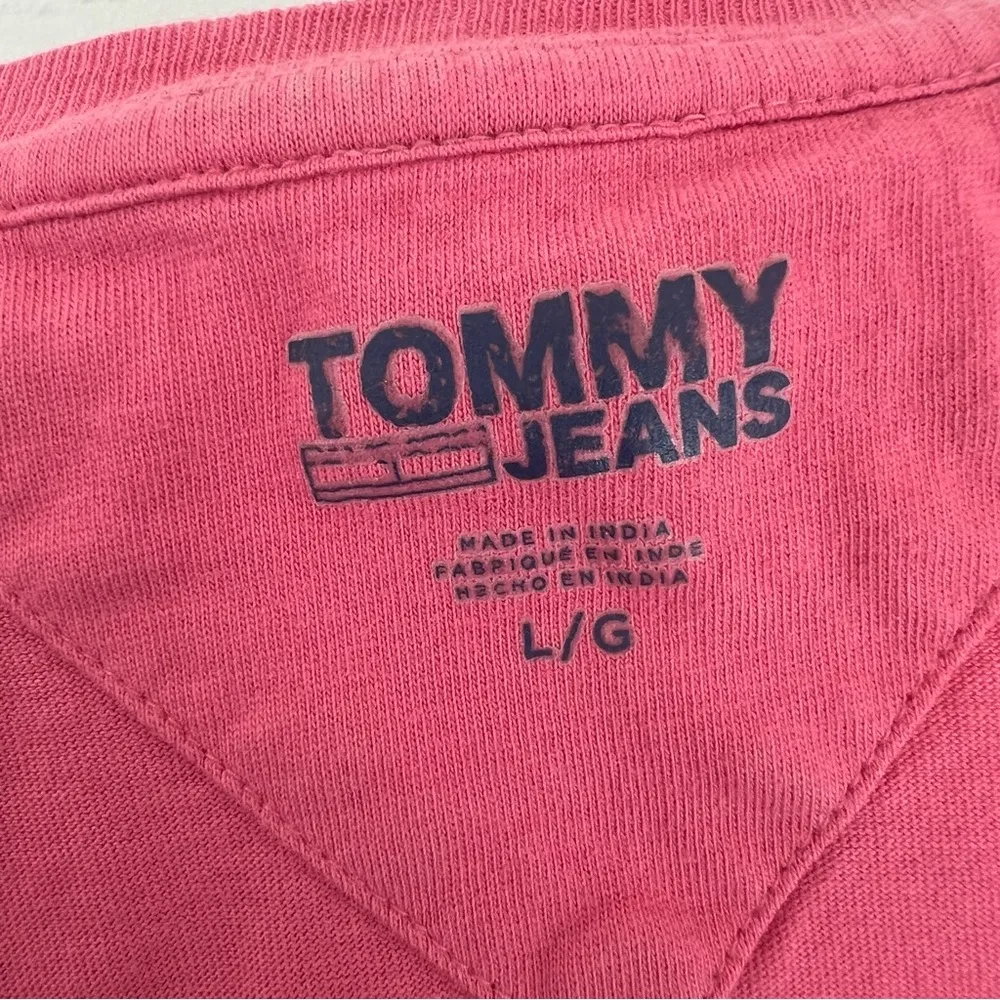 TOMMY
JEANS
MADE IN INDIA
FABRIQUÉ EN INDE
HECHO EN INDIA
L/G